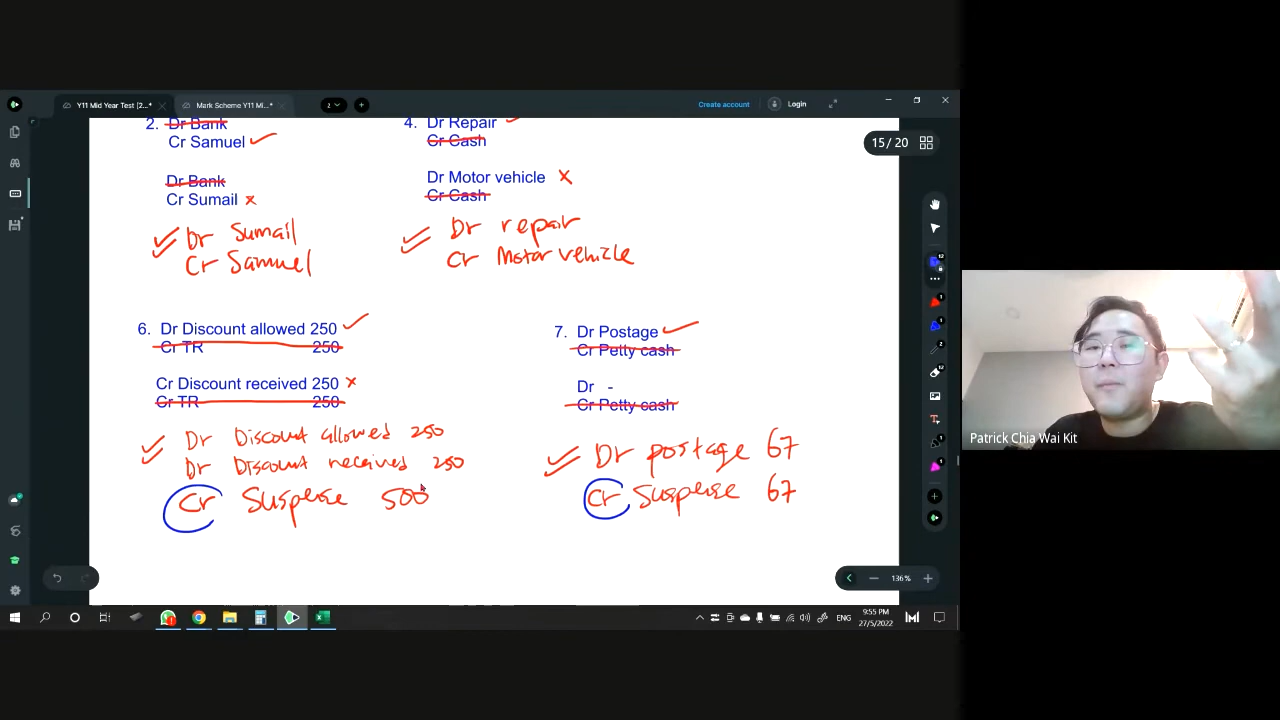 Y11 Mid Year Test [2...*
Mark Scheme Y11 Mi...*
2
Create account
Login
15/ 20
2. Dr Bank
Cr Samuel
Dr Bank
Cr Sumail
Dr Sumail
Cr Samuel
4. Dr Repair
Cr Cash
Dr Motor vehicle
Cr Cash
Dr repair
Cr Motor vehicle
6. Dr Discount allowed 250
Cr TR 250
Cr Discount received 250
Cr TR 250
Dr Discount allowed 250
Dr Discount received 250
Cr Suspense 500
7. Dr Postage
Cr Petty cash
Dr -
Cr Petty cash
Dr postage 67
Cr Suspense 67
136%
Patrick Chia Wai Kit
ENG
9:55 PM
27/5/2022